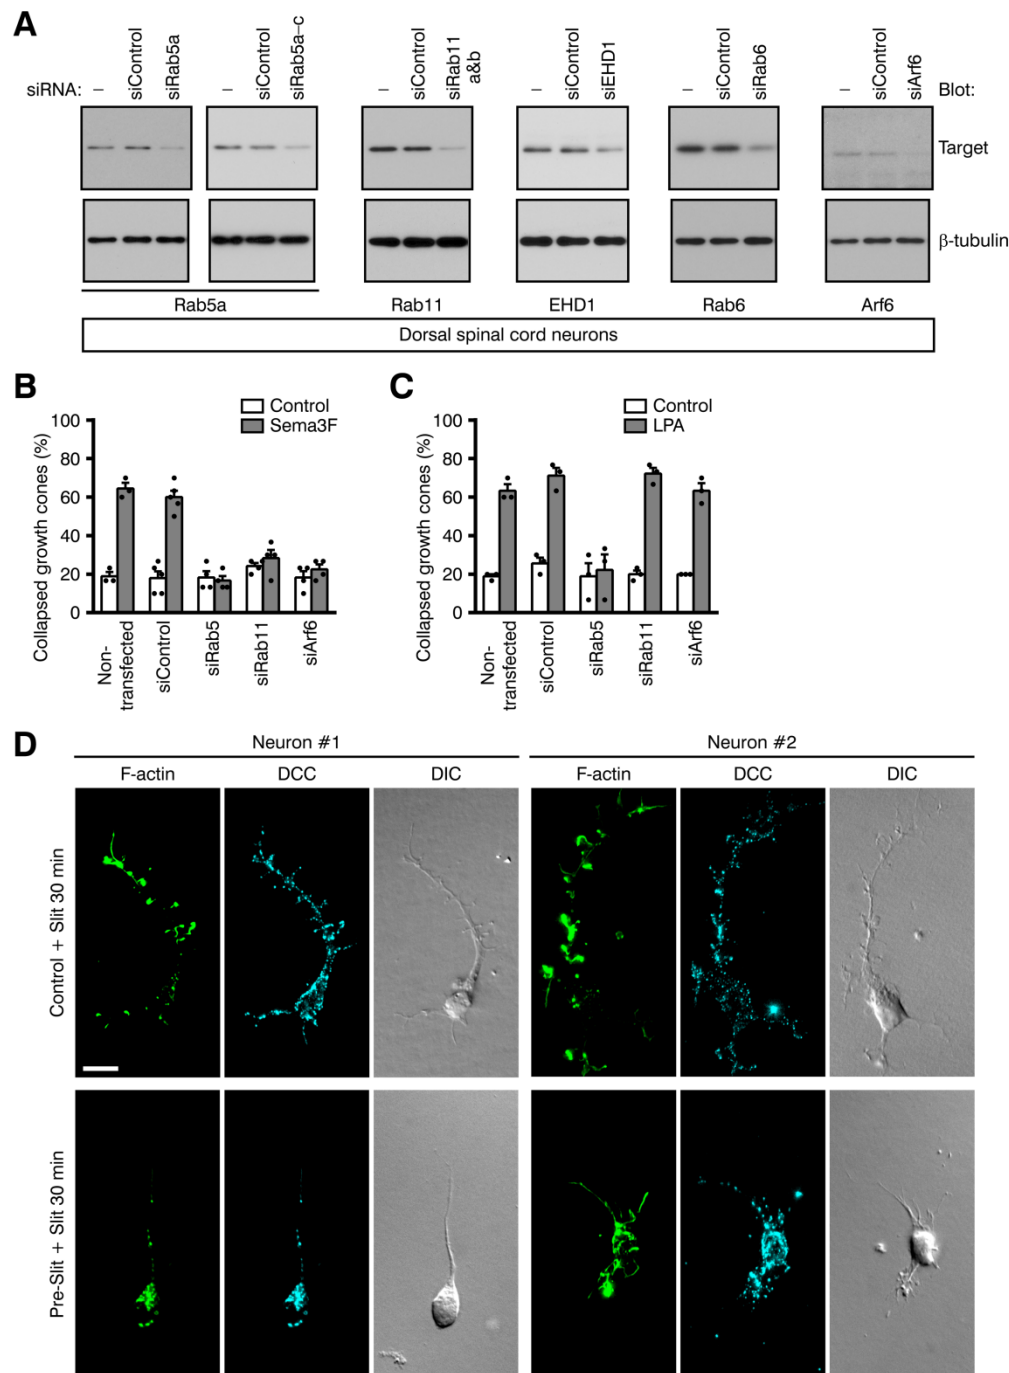 A
siRNA:
–
siControl
siRab5a
–
siControl
siRab5a–c
–
siControl
siRab11
a&b
–
siControl
siEHD1
–
siControl
siRab6
–
siControl
siArf6
Blot:
Target
β-tubulin
Rab5a
Rab11
EHD1
Rab6
Arf6
Dorsal spinal cord neurons
B
Control
Sema3F
Collapsed growth cones (%)
100
80
60
40
20
0
Non-
transfected
siControl
siRab5
siRab11
siArf6
C
Control
LPA
Collapsed growth cones (%)
100
80
60
40
20
0
Non-
transfected
siControl
siRab5
siRab11
siArf6
D
Neuron #1
Neuron #2
F-actin
DCC
DIC
F-actin
DCC
DIC
Control + Slit 30 min
Pre-Slit + Slit 30 min